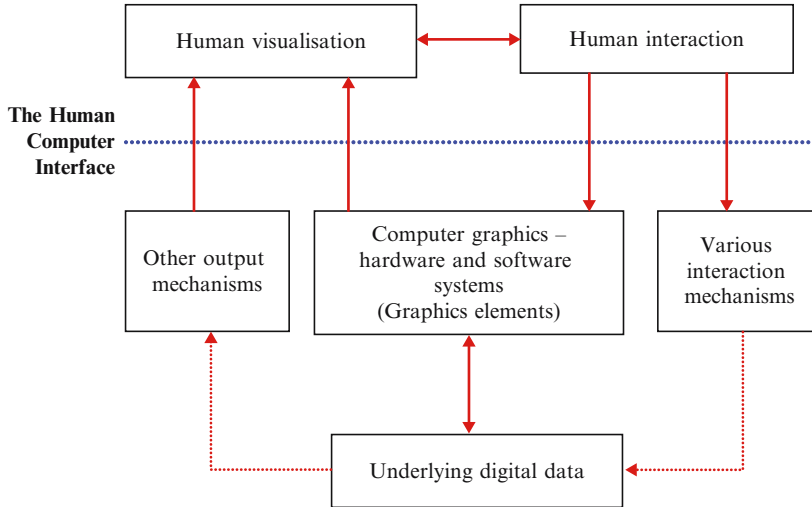 Human visualisation
Human interaction
The Human
Computer
Interface
Other output
mechanisms
Computer graphics –
hardware and software
systems
(Graphics elements)
Various
interaction
mechanisms
Underlying digital data